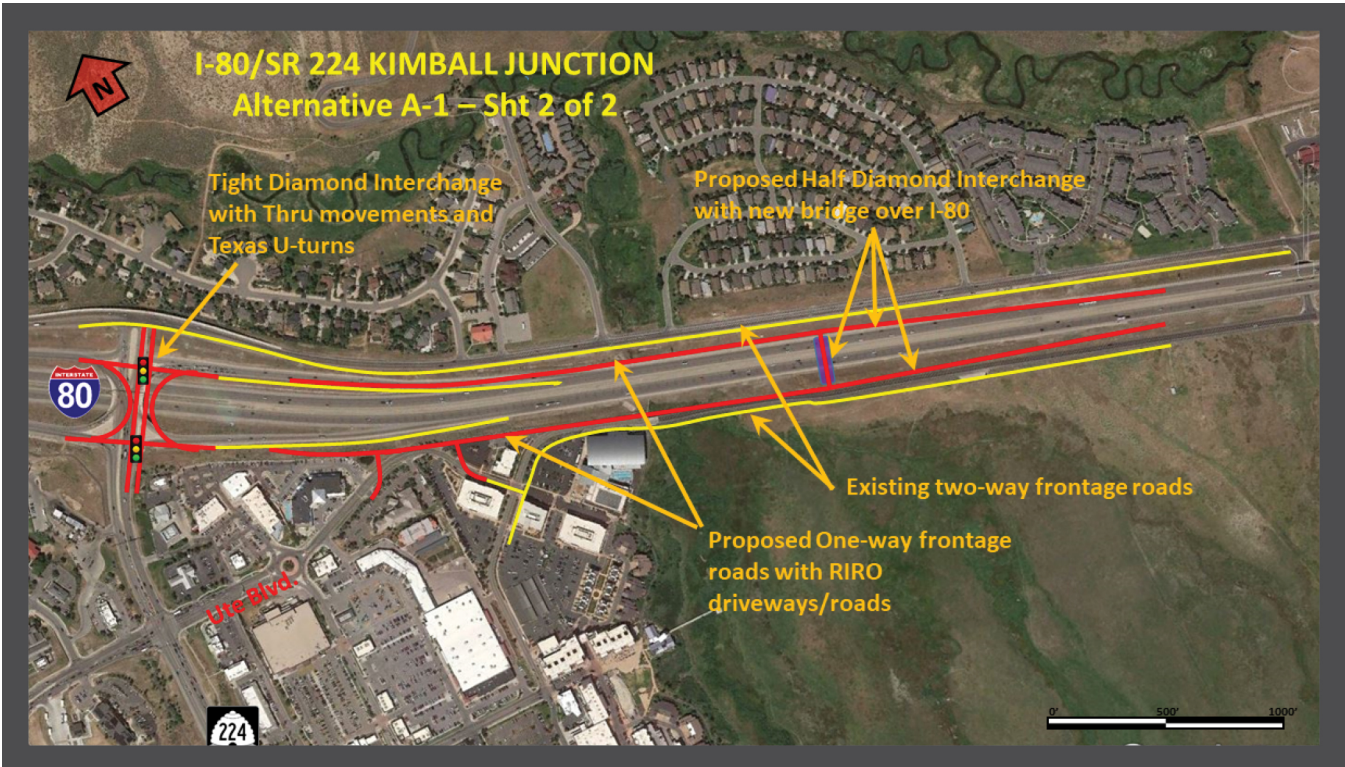 N
I-80/SR 224 KIMBALL JUNCTION
Alternative A-1 – Sht 2 of 2
Tight Diamond Interchange
with Thru movements and
Texas U-turns
Proposed Half Diamond Interchange
with new bridge over I-80
INTERSTATE
80
Existing two-way frontage roads
Proposed One-way frontage
roads with RIRO
driveways/roads
Ute Blvd.
224
0'
500'
1000'